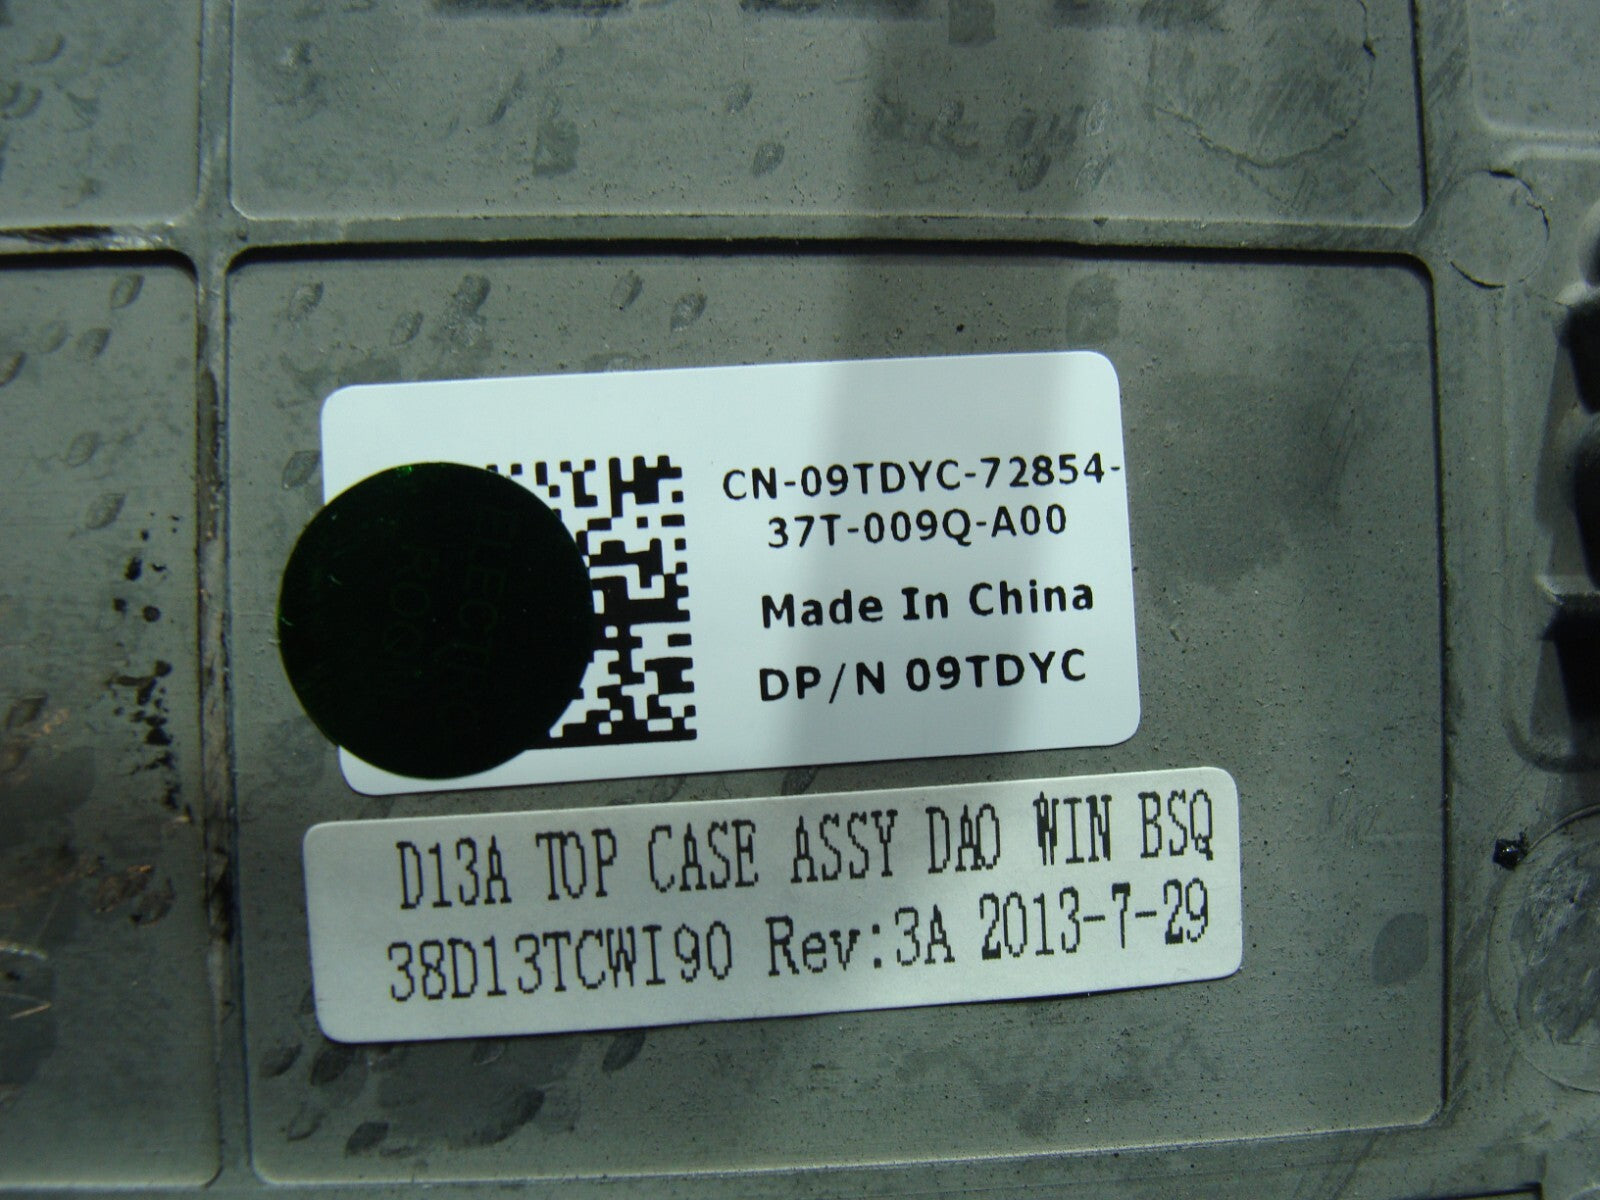 CN-09TDYC-72854-
37T-009Q-A00
Made In China
DP/N 09TDYC
D13A TOP CASE ASSY DAO WIN BSQ
38D13TCWI90 Rev:3A 2013-7-29